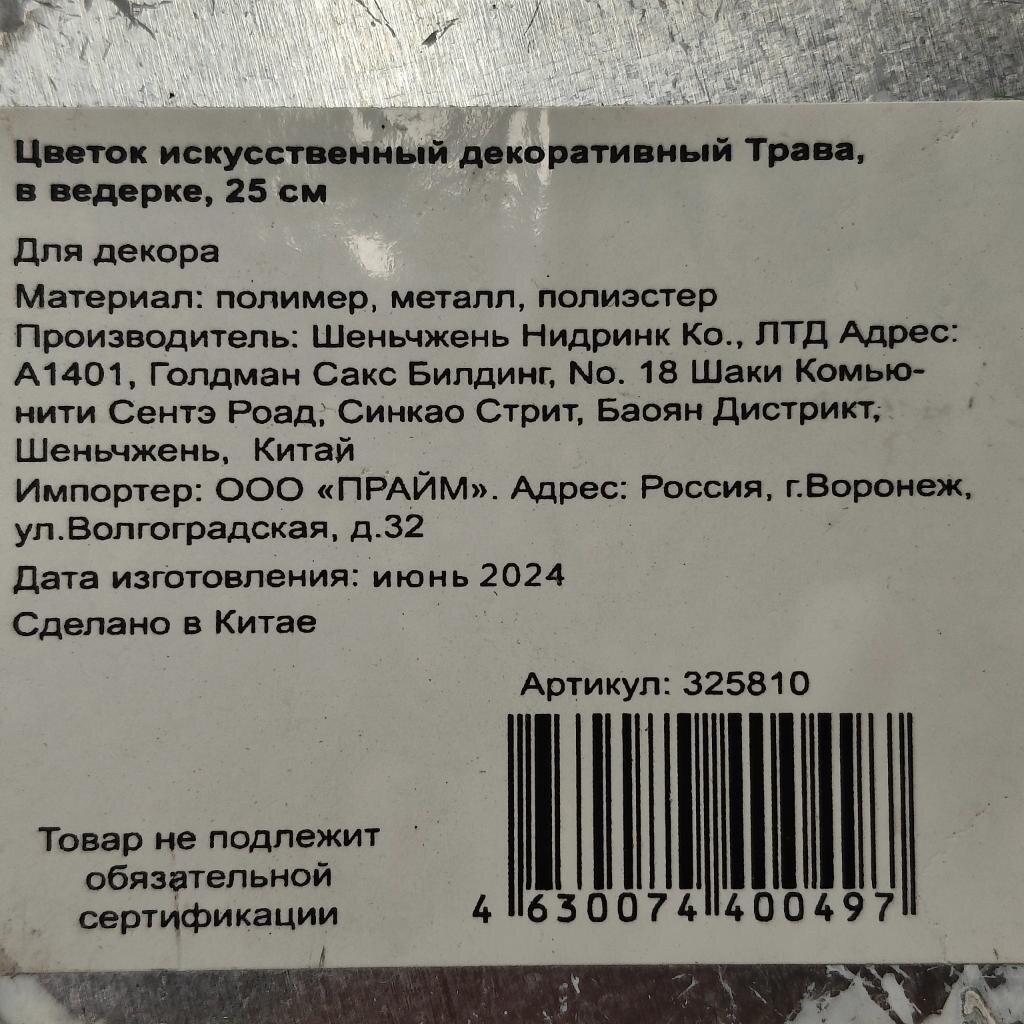 Цветок искусственный декоративный Трава,
в ведерке, 25 см
Для декора
Материал: полимер, металл, полиэстер
Производитель: Шеньчжень Нидринк Ко., ЛТД Адрес:
А1401, Голдман Сакс Билдинг, No. 18 Шаки Комью-
нити Сентэ Роад, Синкао Стрит, Баоян Дистрикт,
Шеньчжень, Китай
Импортер: ООО «ПРАЙМ». Адрес: Россия, г.Воронеж,
ул.Волгоградская, д.32
Дата изготовления: июнь 2024
Сделано в Китае
Артикул: 325810
Товар не подлежит
обязательной
сертификации
4 630074 400497